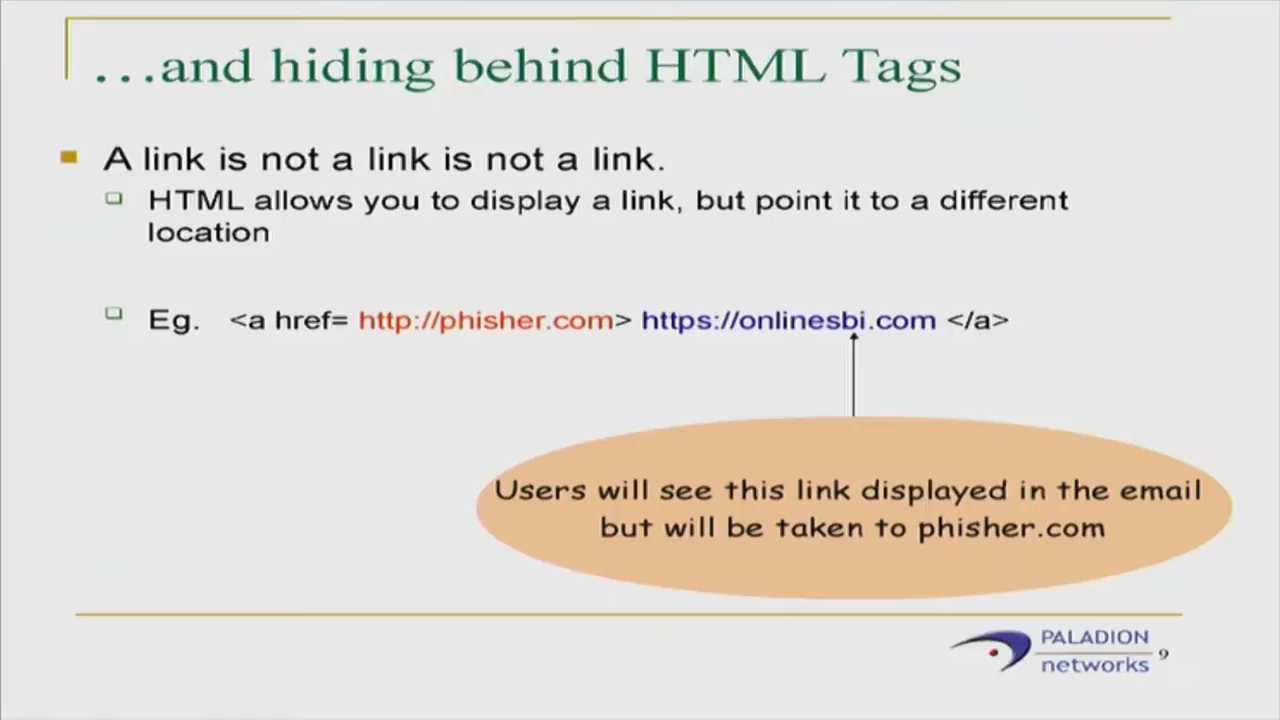 ...and hiding behind HTML Tags
A link is not a link is not a link.
HTML allows you to display a link, but point it to a different
location
Eg. <a href= http://phisher.com> https://onlinesbi.com </a>
Users will see this link displayed in the email
but will be taken to phisher.com
PALADION
networks
9